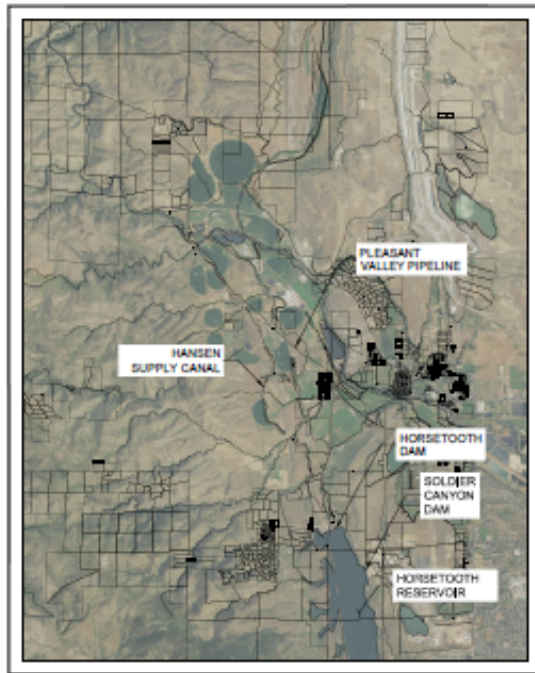 PLEASANT
VALLEY PIPELINE
HANSEN
SUPPLY CANAL
HORSETOOTH
DAM
SOLDIER
CANYON
DAM
HORSETOOTH
RESERVOIR